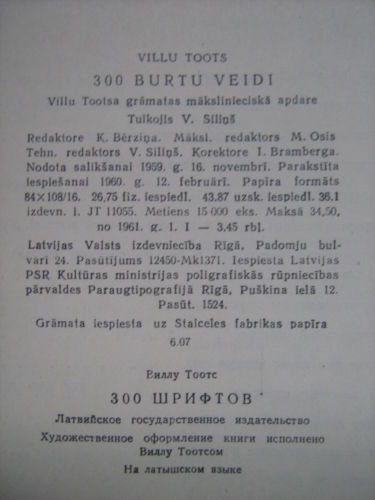 VILLU TOOTS
300 BURTU VEIDI
Villu Tootsa grāmatas mākslinieciskā apdare
Tulkojis V. Siliņš
Redaktore K. Bērziņa. Māksl. redaktors M. Osis
Tehn. redaktors V. Siliņš. Korektore I. Bramberga.
Nodota salikšanai 1959. g. 16. novembrī. Parakstīta
iespiešanai 1960. g. 12. februārī. Papīra formāts
84×108/16. 26,75 fiz. iespiedl. 43.87 uzsk. iespiedl. 36.1
izdevn. l. JT 11055. Metiens 15 000 eks. Maksā 34,50,
no 1961. g. 1. I — 3,45 rbļ.
Latvijas Valsts izdevniecība Rīgā, Padomju bul-
vārī 24. Pasūtījums 12450-Mk1371. Iespiesta Latvijas
PSR Kultūras ministrijas poligrafiskās rūpniecības
pārvaldes Paraugtipografijā Rīgā, Puškina ielā 12.
Pasūt. 1524.
Grāmata iespiesta uz Staiceles fabrikas papīra
6.07
Виллу Тоотс
300 ШРИФТОВ
Латвийское государственное издательство
Художественное оформление книги исполнено
Виллу Тоотсом
На латышском языке